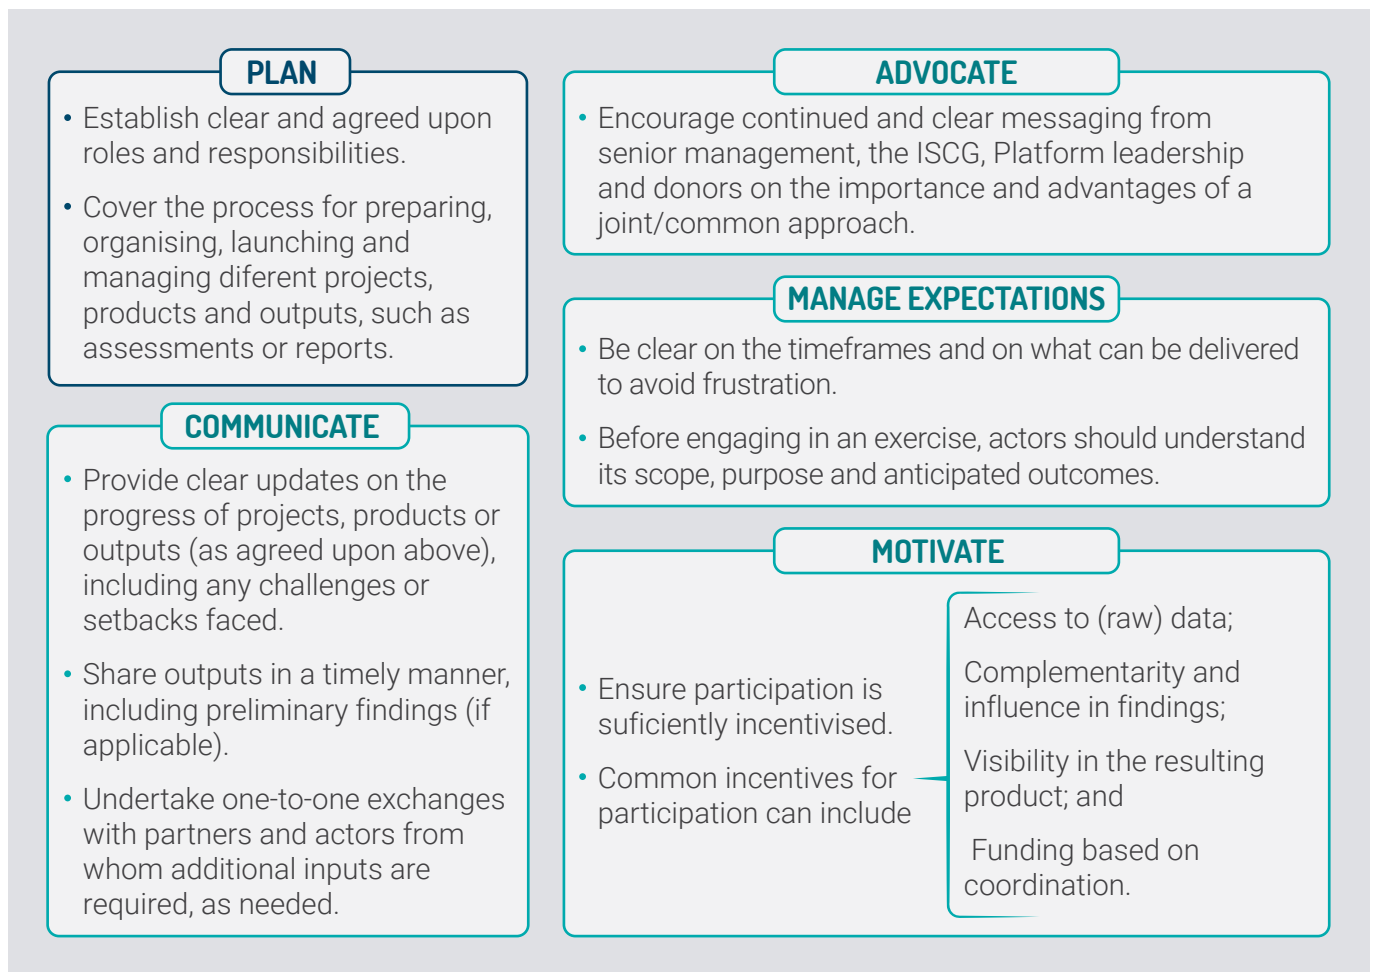 PLAN
• Establish clear and agreed upon
roles and responsibilities.
• Cover the process for preparing,
organising, launching and
managing diferent projects,
products and outputs, such as
assessments or reports.
COMMUNICATE
• Provide clear updates on the
progress of projects, products or
outputs (as agreed upon above),
including any challenges or
setbacks faced.
• Share outputs in a timely manner,
including preliminary findings (if
applicable).
• Undertake one-to-one exchanges
with partners and actors from
whom additional inputs are
required, as needed.
ADVOCATE
• Encourage continued and clear messaging from
senior management, the ISCG, Platform leadership
and donors on the importance and advantages of a
joint/common approach.
MANAGE EXPECTATIONS
• Be clear on the timeframes and on what can be delivered
to avoid frustration.
• Before engaging in an exercise, actors should understand
its scope, purpose and anticipated outcomes.
MOTIVATE
• Ensure participation is
suficiently incentivised.
• Common incentives for
participation can include
Access to (raw) data;
Complementarity and
influence in findings;
Visibility in the resulting
product; and
Funding based on
coordination.